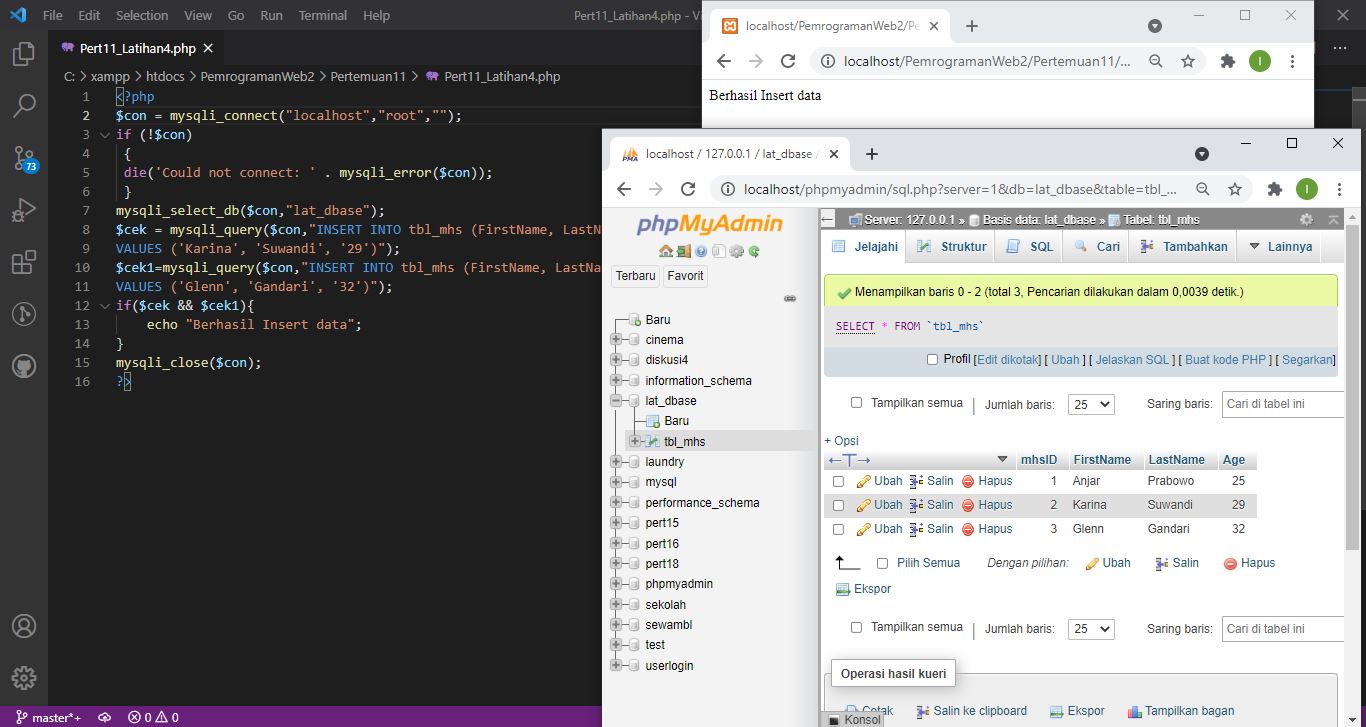 File Edit Selection View Go Run Terminal Help
Pert11_Latihan4.php - V
Pert11_Latihan4.php
C: > xampp > htdocs > PemrogramanWeb2 > Pertemuan11 > Pert11_Latihan4.php
1 <?php
2 $con = mysqli_connect("localhost","root","");
3 if (!$con)
4 {
5 die('Could not connect: ' . mysqli_error($con));
6 }
7 mysqli_select_db($con,"lat_dbase");
8 $cek = mysqli_query($con,"INSERT INTO tbl_mhs (FirstName, LastN
9 VALUES ('Karina', 'Suwandi', '29')");
10 $cek1=mysqli_query($con,"INSERT INTO tbl_mhs (FirstName, LastNa
11 VALUES ('Glenn', 'Gandari', '32')");
12 if($cek && $cek1){
13 echo "Berhasil Insert data";
14 }
15 mysqli_close($con);
16 ?>
73
master*+ 0 0
localhost/PemrogramanWeb2/Pe
localhost/PemrogramanWeb2/Pertemuan11/...
I
Berhasil Insert data
PMA
localhost / 127.0.0.1 / lat_dbase /
localhost/phpmyadmin/sql.php?server=1&db=lat_dbase&table=tbl_...
I
phpMyAdmin
Terbaru Favorit
Baru
cinema
diskusi4
information_schema
lat_dbase
Baru
tbl_mhs
laundry
mysql
performance_schema
pert15
pert16
pert18
phpmyadmin
sekolah
sewambl
test
userlogin
Server: 127.0.0.1 » Basis data: lat_dbase » Tabel: tbl_mhs
Jelajahi Struktur SQL Cari Tambahkan Lainnya
Menampilkan baris 0 - 2 (total 3, Pencarian dilakukan dalam 0,0039 detik.)
SELECT * FROM `tbl_mhs`
Profil [Edit dikotak] [ Ubah ] [ Jelaskan SQL ] [ Buat kode PHP ] [ Segarkan]
Tampilkan semua | Jumlah baris: 25 Saring baris: Cari di tabel ini
+ Opsi
←T→ mhsID FirstName LastName Age
Ubah Salin Hapus 1 Anjar Prabowo 25
Ubah Salin Hapus 2 Karina Suwandi 29
Ubah Salin Hapus 3 Glenn Gandari 32
Pilih Semua Dengan pilihan: Ubah Salin Hapus
Ekspor
Tampilkan semua | Jumlah baris: 25 Saring baris: Cari di tabel ini
Operasi hasil kueri
Cetak Salin ke clipboard Ekspor Tampilkan bagan
Konsol